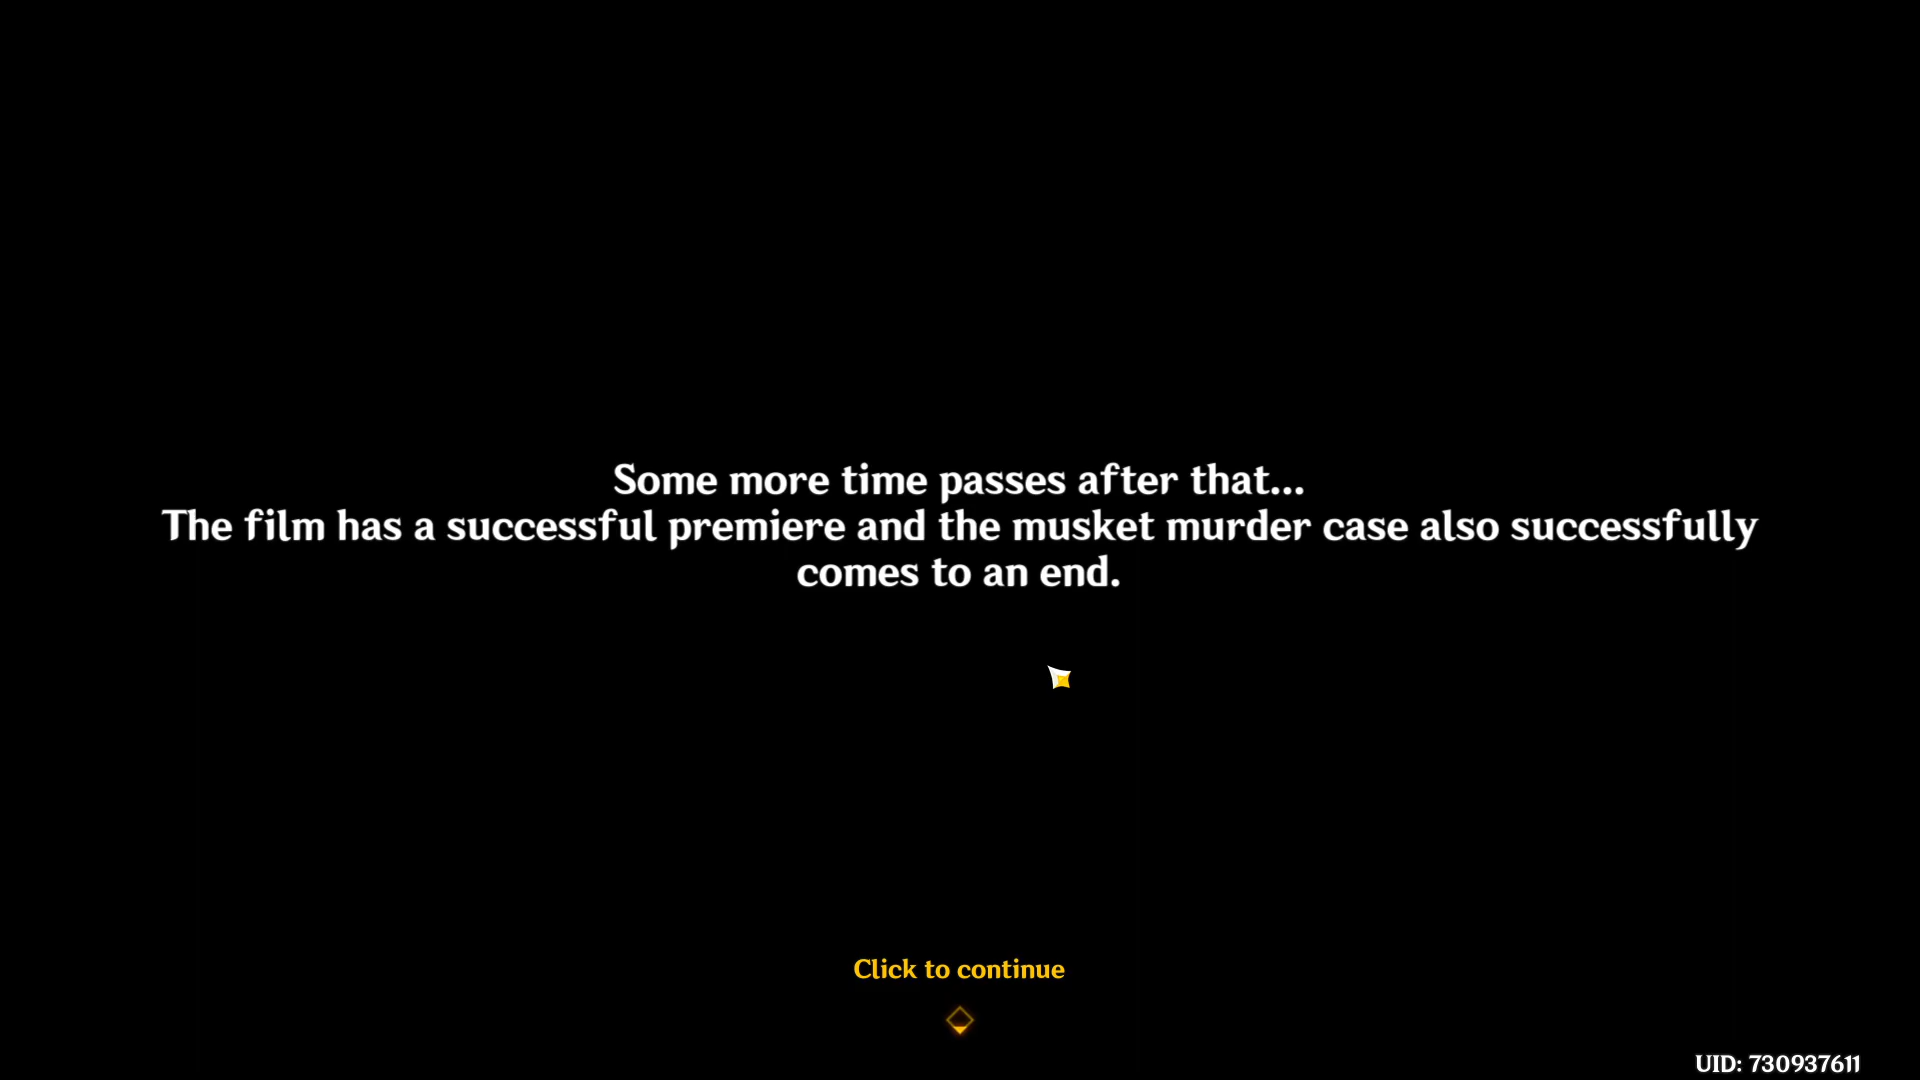 Some more time passes after that...
The film has a successful premiere and the musket murder case also successfully
comes to an end.
Click to continue
UID: 730937611